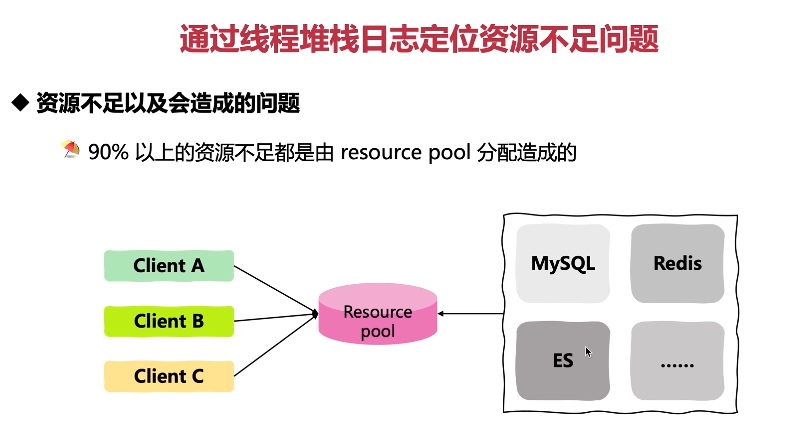 通过线程堆栈日志定位资源不足问题
资源不足以及会造成的问题
90% 以上的资源不足都是由 resource pool 分配造成的
Client A
Client B
Client C
Resource
pool
MySQL
Redis
ES
......